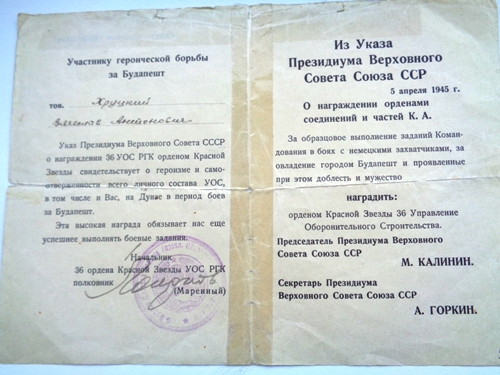 Участнику героической борьбы
за Будапешт
тов. Хруцкий
Антонович
Указ Президиума Верховного Совета СССР
о награждении 36 УОС РГК орденом Красной
Звезды свидетельствует о героизме и само-
отверженности всего личного состава УОС,
в том числе и Вас, на Дунае в период боев
за Будапешт.
Эта высокая награда обязывает нас еще
успешнее выполнять боевые задания.
Начальник
36 ордена Красной Звезды УОС РГК
полковник
(Маренный)
Из Указа
Президиума Верховного
Совета Союза ССР
5 апреля 1945 г.
О награждении орденами
соединений и частей К. А.
За образцовое выполнение заданий Коман-
дования в боях с немецкими захватчиками, за
овладение городом Будапешт и проявленные
при этом доблесть и мужество
наградить:
орденом Красной Звезды 36 Управление
Оборонительного Строительства.
Председатель Президиума Верховного
Совета Союза ССР
М. КАЛИНИН.
Секретарь Президиума
Верховного Совета Союза ССР
А. ГОРКИН.